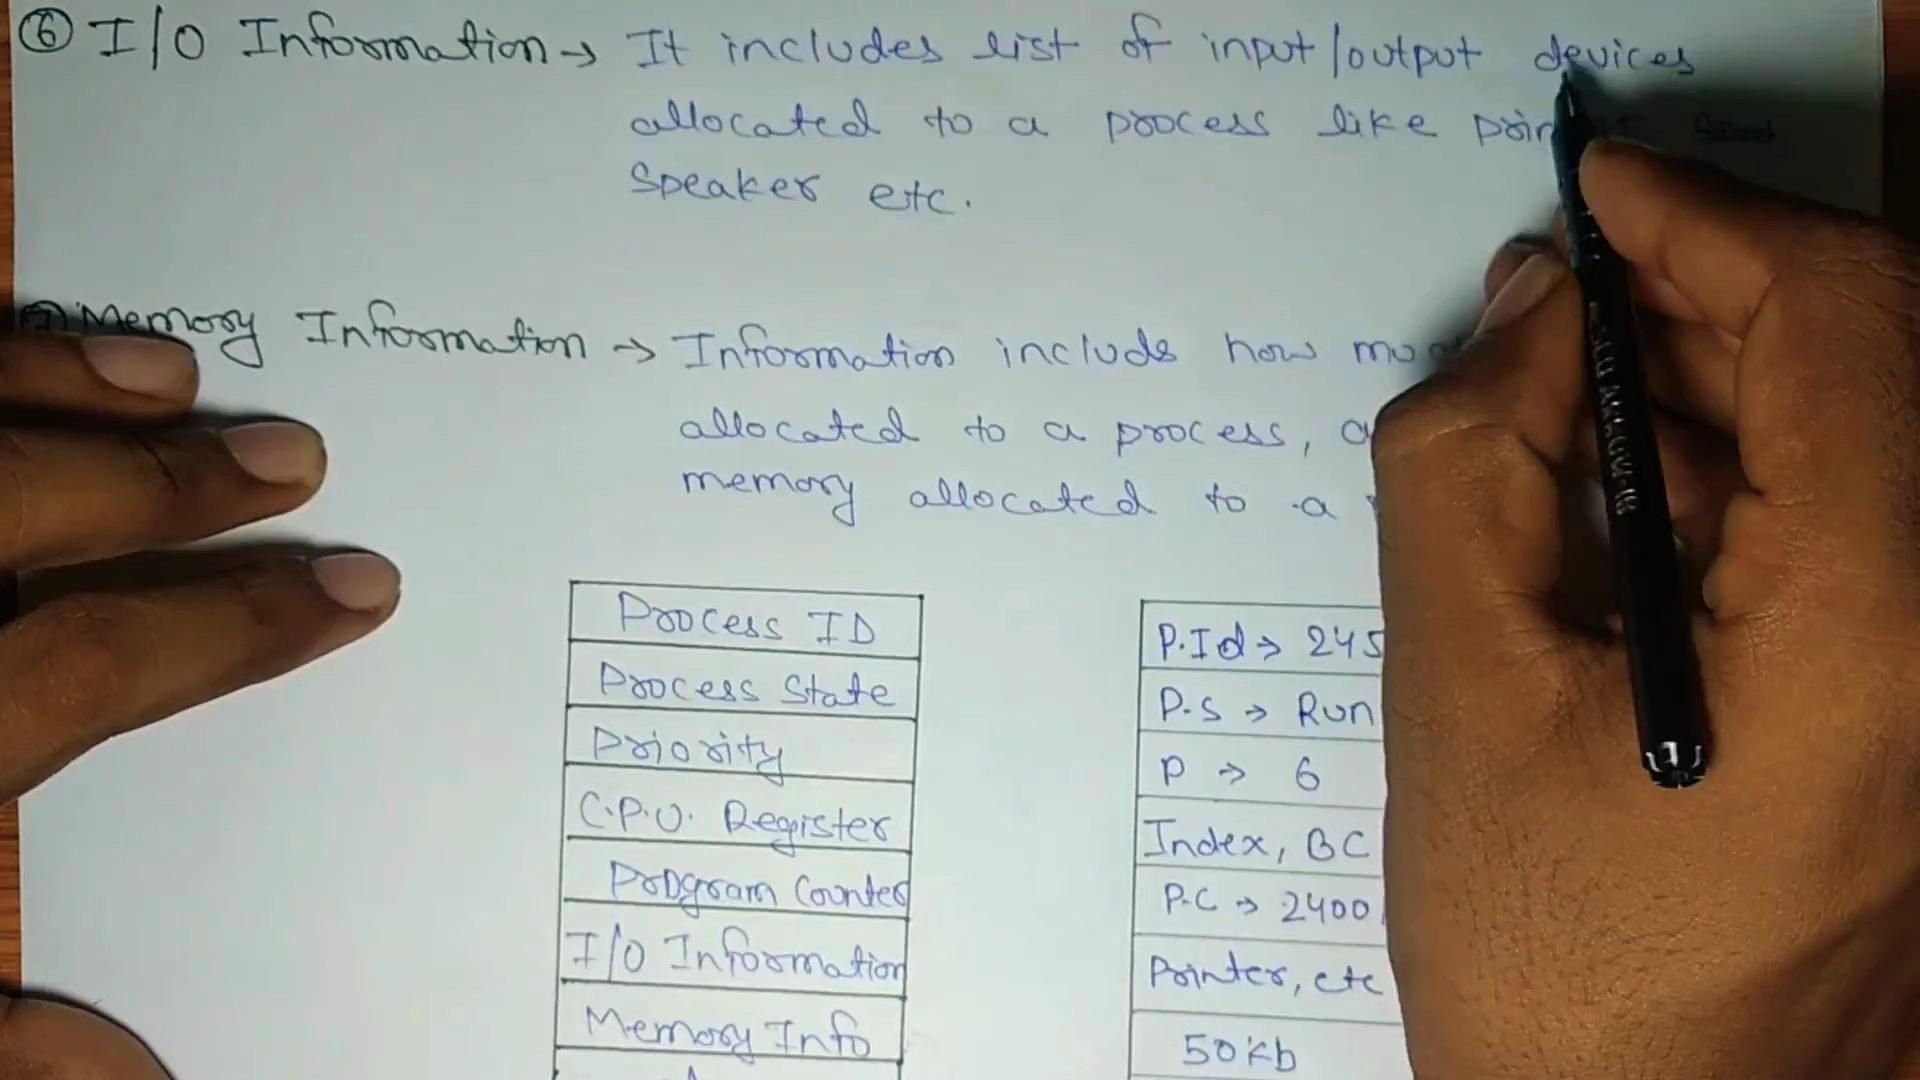 ⑥ I/O Information → It includes list of input/output devices
allocated to a process like
Speaker etc.
⑦ Memory Information → Information include how
allocated to a process,
memory allocated to a
Process ID
Process State
Priority
C.P.U. Register
Program Counter
I/O Information
Memory Info
P.Id → 245
P.S → Run
P → 6
Index, BC
P.C → 2400
Printer, etc
50kb